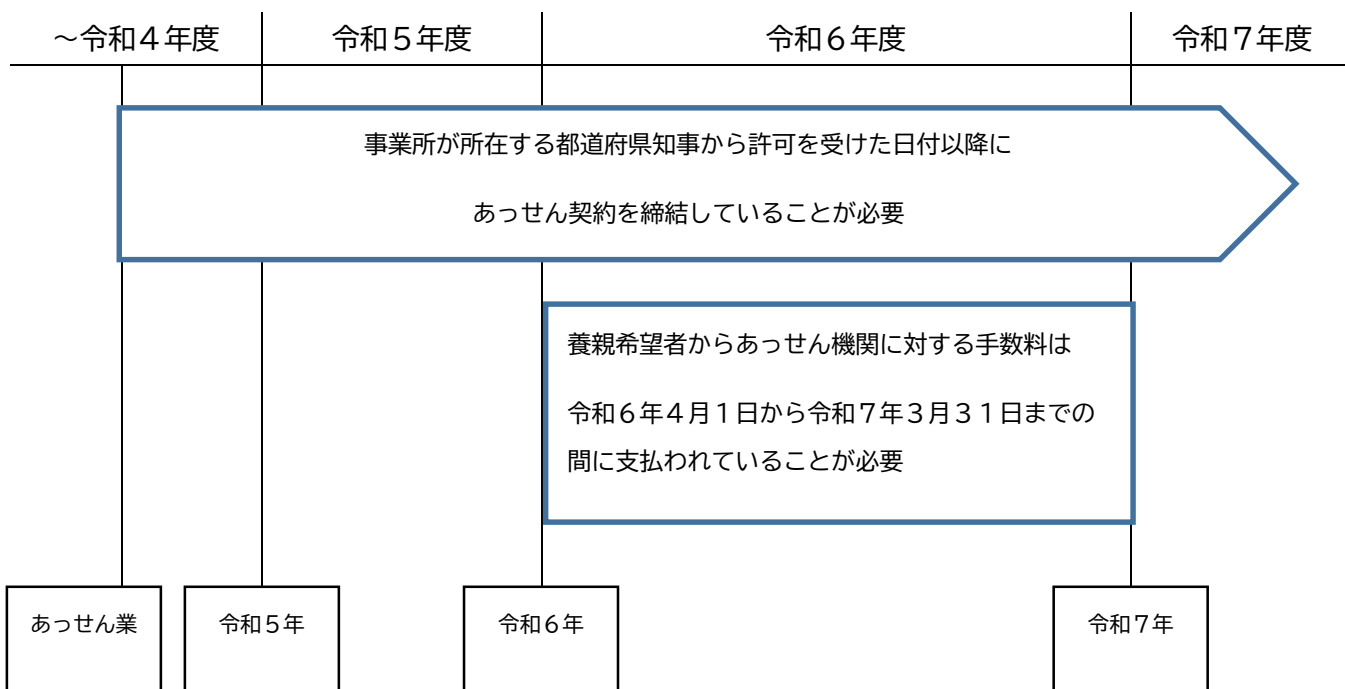 ～令和４年度
令和５年度
令和６年度
令和７年度
事業所が所在する都道府県知事から許可を受けた日付以降に
あっせん契約を締結していることが必要
養親希望者からあっせん機関に対する手数料は
令和６年４月１日から令和７年３月３１日までの
間に支払われていることが必要
あっせん業
令和５年
令和６年
令和７年